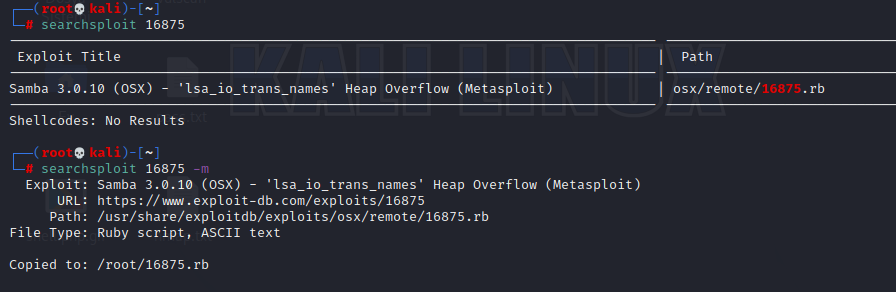 (root💀kali)-[~]
# searchsploit 16875
Exploit Title | Path
Samba 3.0.10 (OSX) - 'lsa_io_trans_names' Heap Overflow (Metasploit) | osx/remote/16875.rb
Shellcodes: No Results
(root💀kali)-[~]
# searchsploit 16875 -m
Exploit: Samba 3.0.10 (OSX) - 'lsa_io_trans_names' Heap Overflow (Metasploit)
URL: https://www.exploit-db.com/exploits/16875
Path: /usr/share/exploitdb/exploits/osx/remote/16875.rb
File Type: Ruby script, ASCII text
Copied to: /root/16875.rb
KALI LINUX